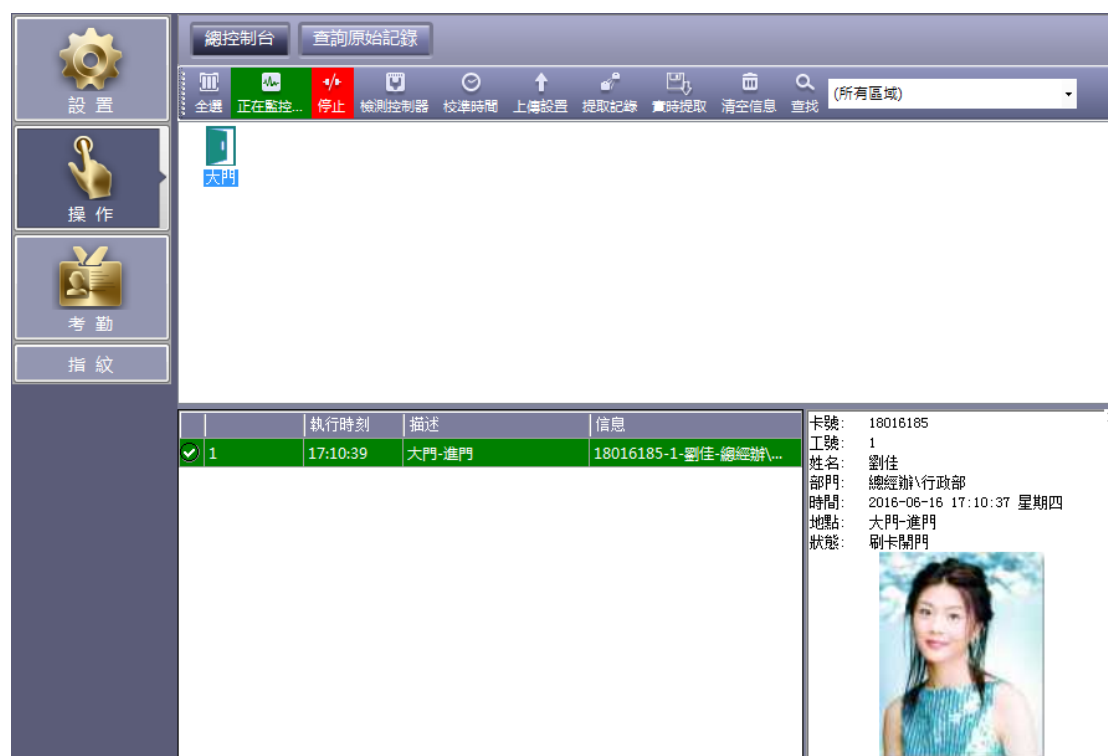 總控制台 查詢原始記錄
全選 正在監控... 停止 檢測控制器 校準時間 上傳設置 提取記錄 實時提取 清空信息 查找 (所有區域)
設置
大門
操作
考勤
指紋
執行時刻 描述 信息
1 17:10:39 大門-進門 18016185-1-劉佳-總經辦\...
卡號: 18016185
工號: 1
姓名: 劉佳
部門: 總經辦\行政部
時間: 2016-06-16 17:10:37 星期四
地點: 大門-進門
狀態: 刷卡開門